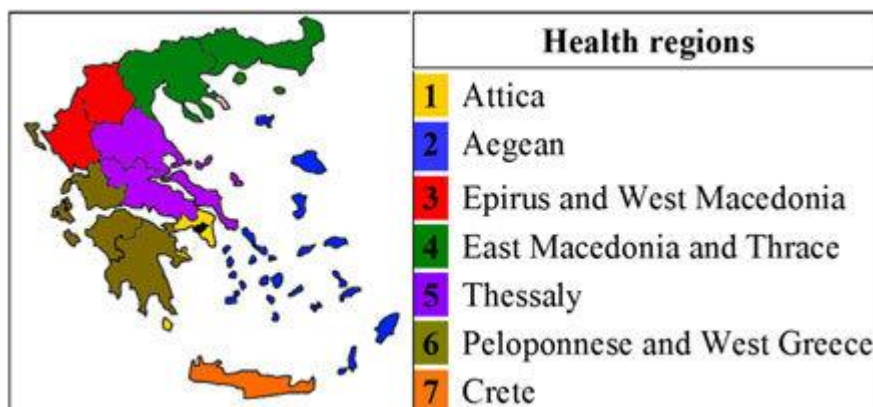 Health regions
1 Attica
2 Aegean
3 Epirus and West Macedonia
4 East Macedonia and Thrace
5 Thessaly
6 Peloponnese and West Greece
7 Crete